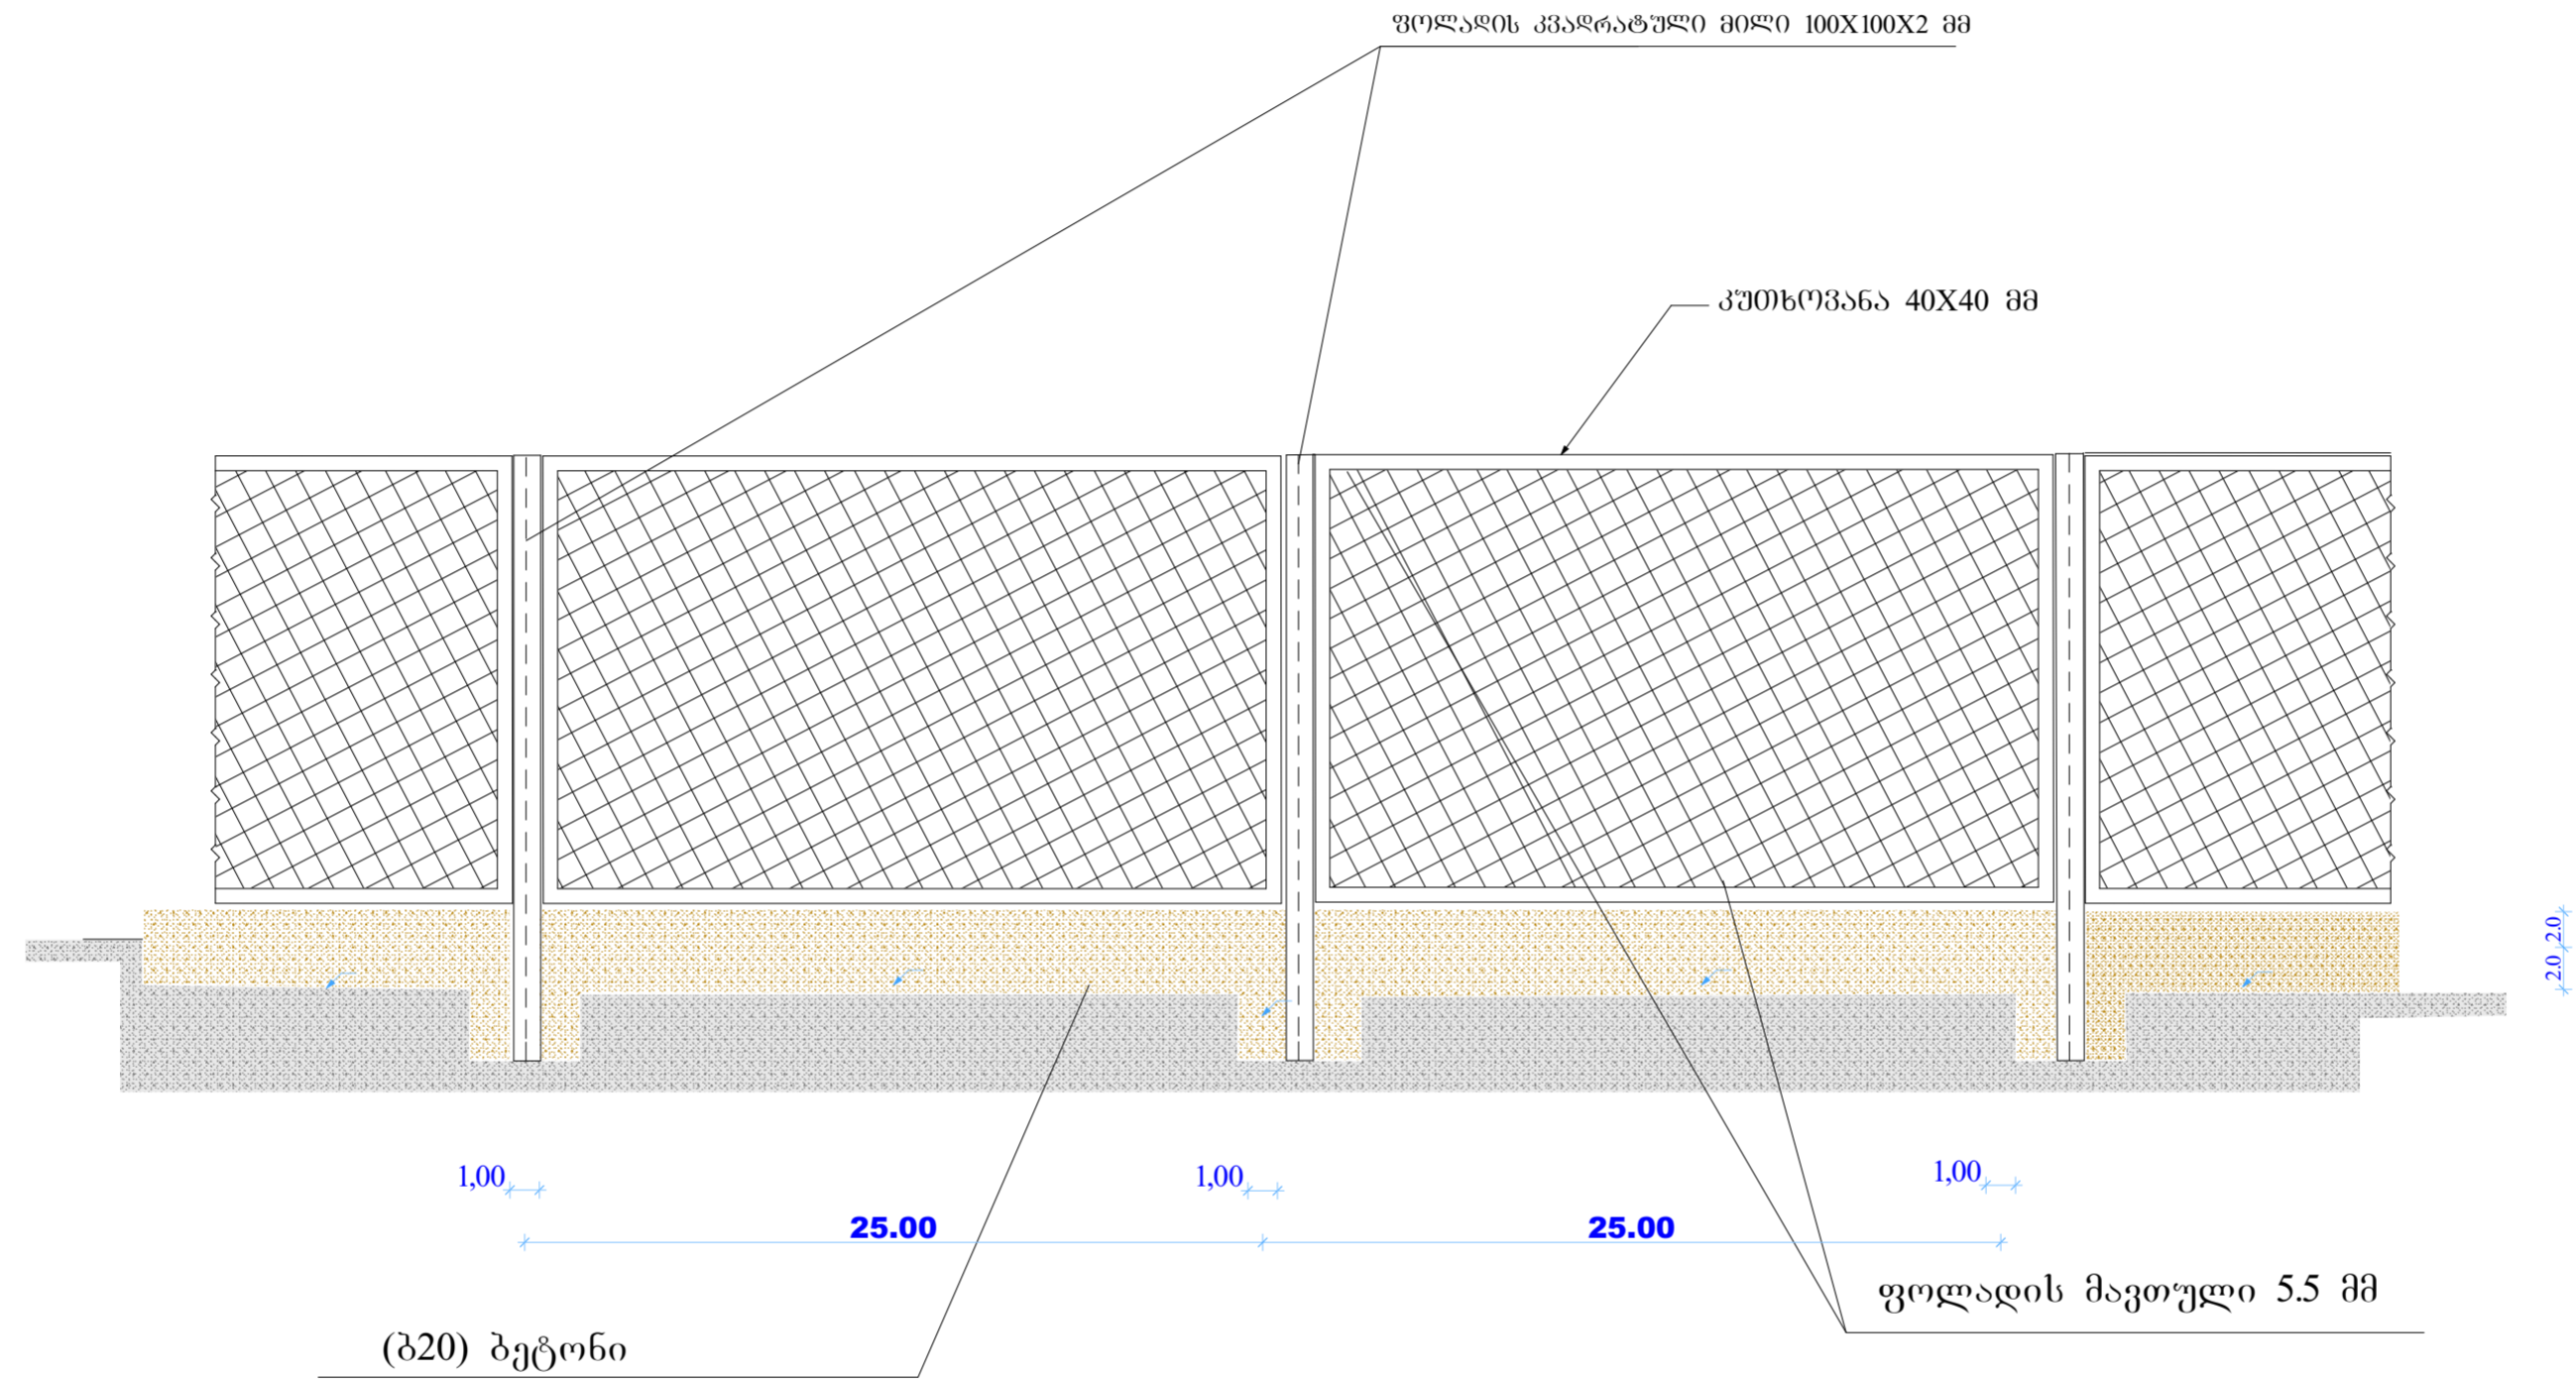 ფოლადის კვადრატული მილი 100X100X2 მმ
კუთხოვანა 40X40 მმ
2.0
2.0
1,00
1,00
1,00
25.00
25.00
ფოლადის მავთული 5.5 მმ
(ბ20) ბეტონი